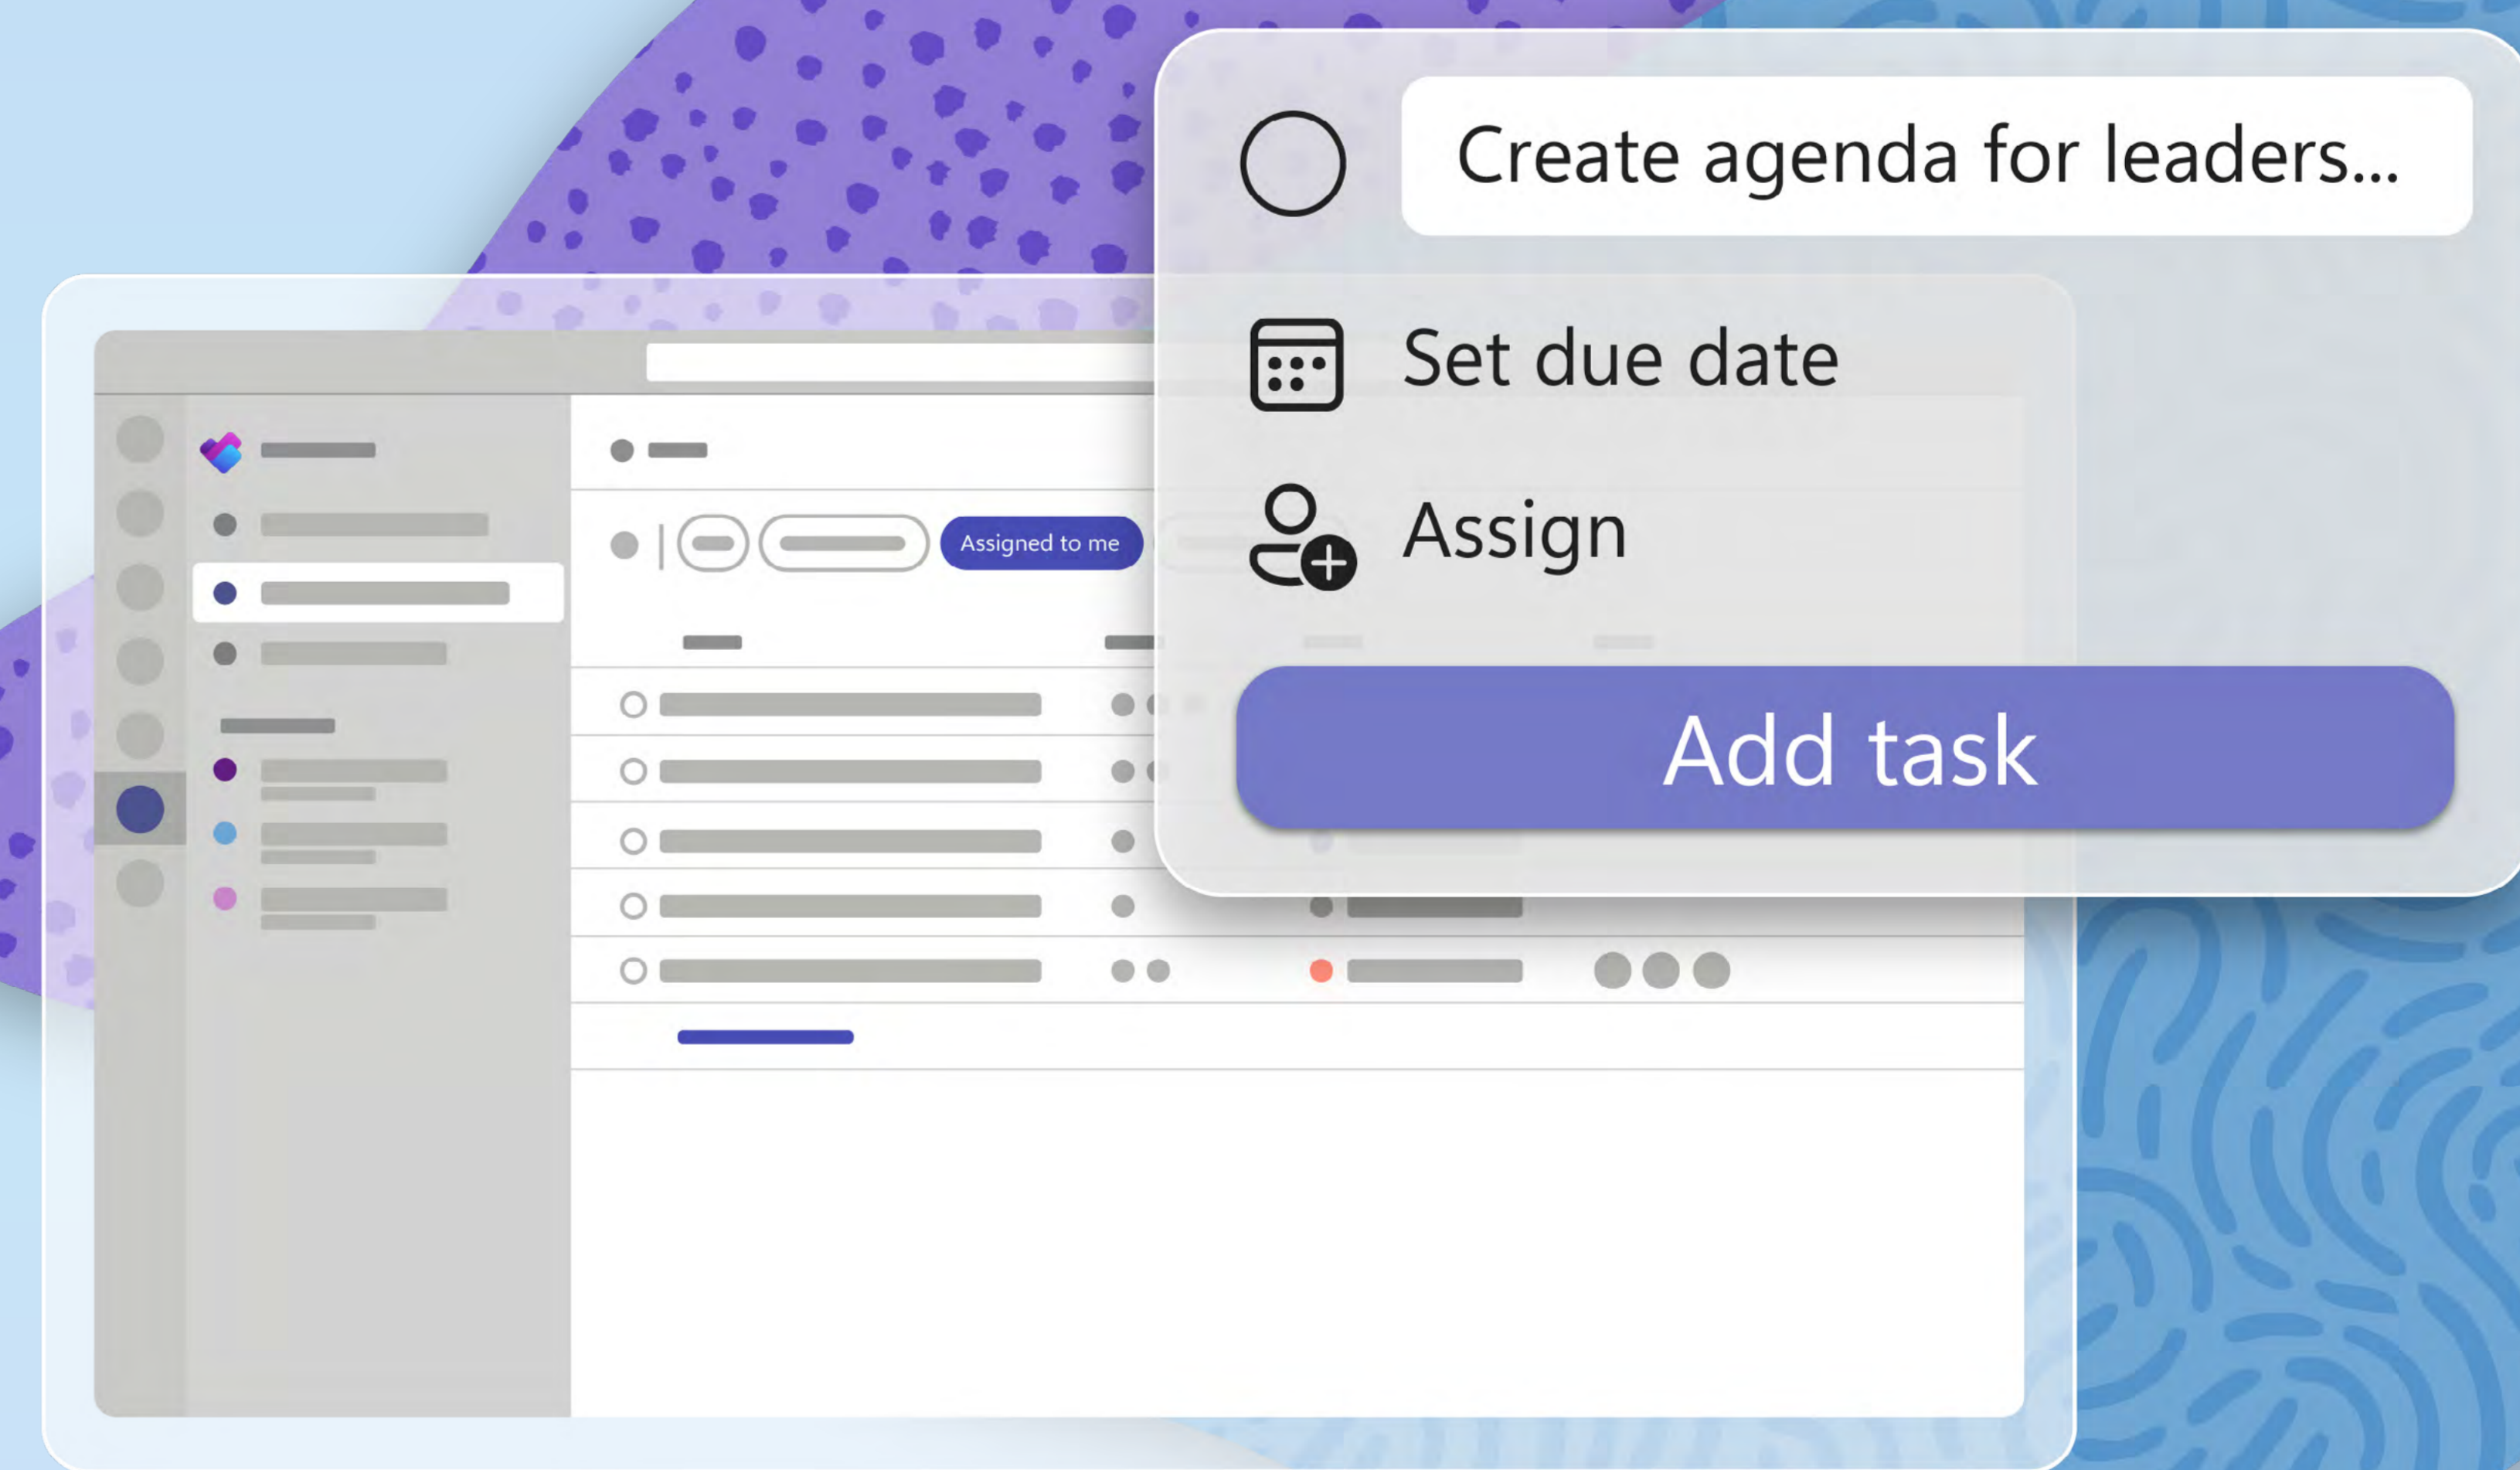 Create agenda for leaders...
Set due date
Assign
Assigned to me
Add task